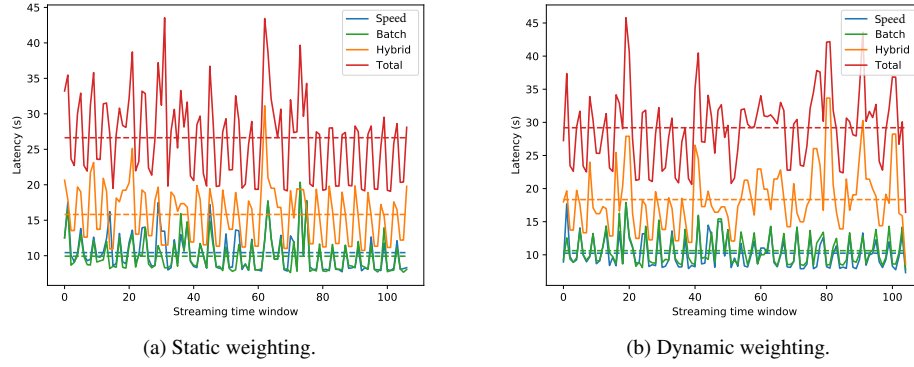 45
40
35
30
25
20
15
10
Latency (s)
0
20
40
60
80
100
Streaming time window
Speed
Batch
Hybrid
Total
(a) Static weighting.
45
40
35
30
25
20
15
10
Latency (s)
0
20
40
60
80
100
Streaming time window
Speed
Batch
Hybrid
Total
(b) Dynamic weighting.